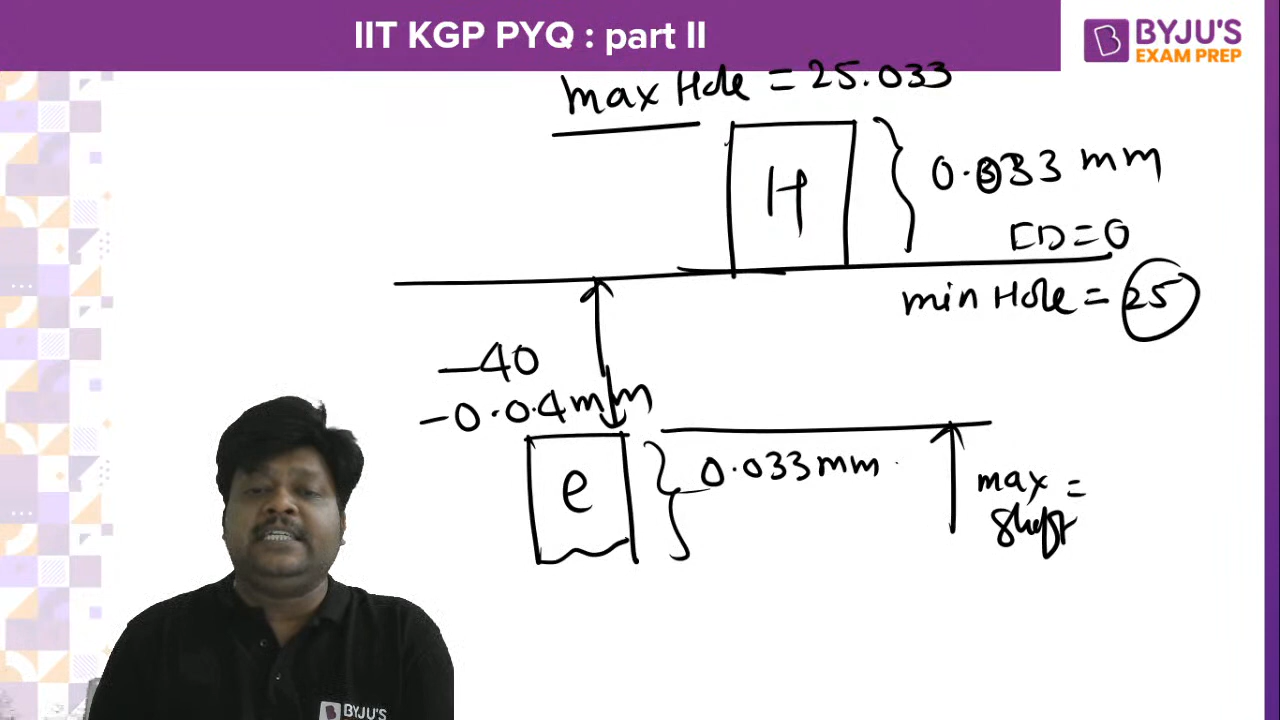 IIT KGP PYQ : part II
BYJU'S
EXAM PREP
max Hole = 25.033
H
0.033 mm
ED=0
min Hole = 25
-40
-0.04mm
e
0.033mm
max shaft =
BYJU'S